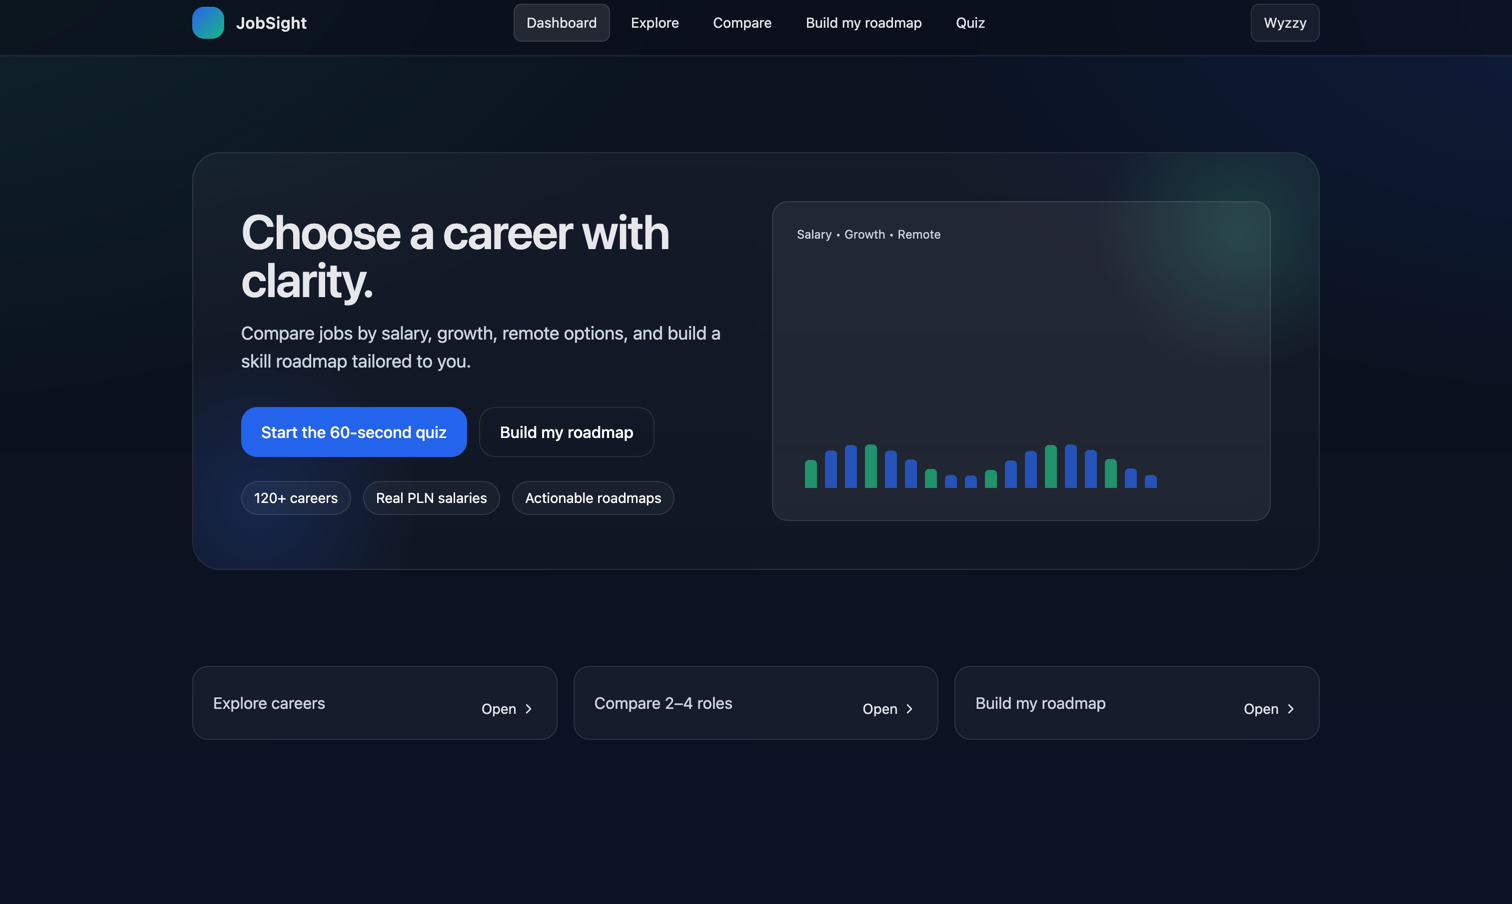 JobSight
Dashboard
Explore
Compare
Build my roadmap
Quiz
Wyzzy
Choose a career with
clarity.
Compare jobs by salary, growth, remote options, and build a
skill roadmap tailored to you.
Start the 60-second quiz
Build my roadmap
120+ careers
Real PLN salaries
Actionable roadmaps
Salary • Growth • Remote
Explore careers
Open
Compare 2–4 roles
Open
Build my roadmap
Open